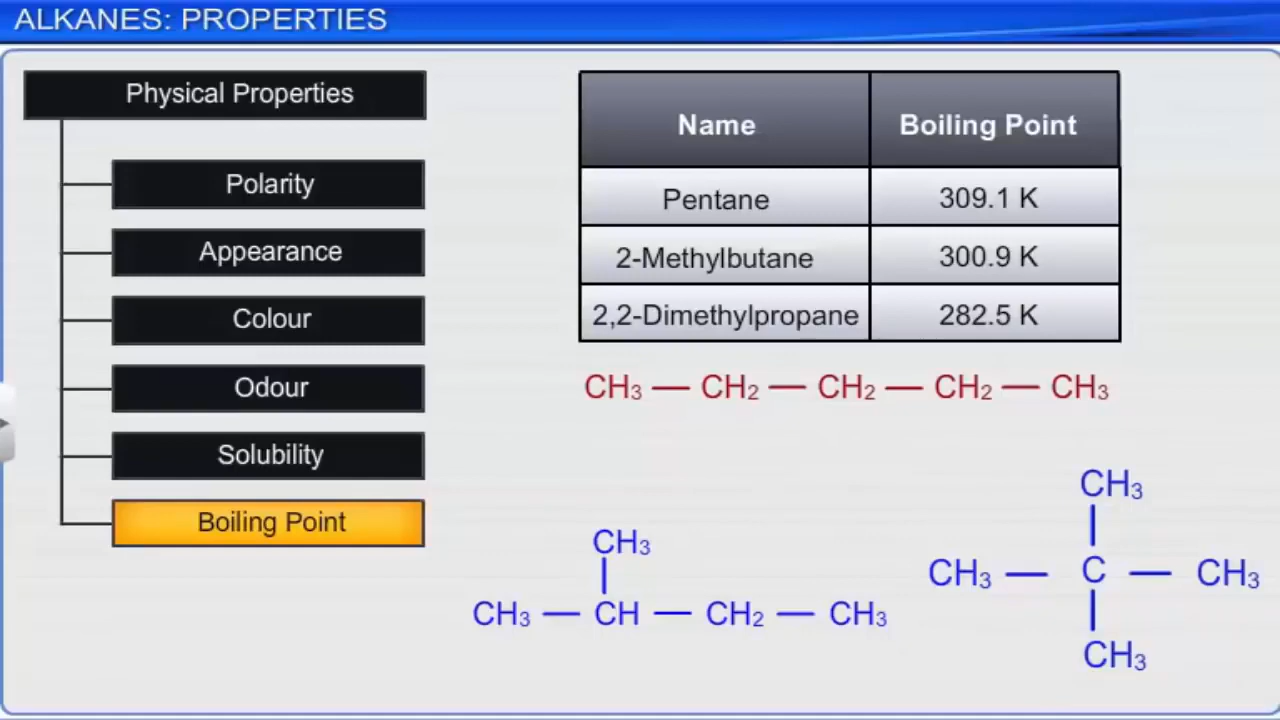 ALKANES: PROPERTIES
Physical Properties
Polarity
Appearance
Colour
Odour
Solubility
Boiling Point
Name Boiling Point
Pentane 309.1 K
2-Methylbutane 300.9 K
2,2-Dimethylpropane 282.5 K
CH₃ — CH₂ — CH₂ — CH₂ — CH₃
CH₃
CH₃ — CH — CH₂ — CH₃
CH₃
CH₃ — C — CH₃
CH₃